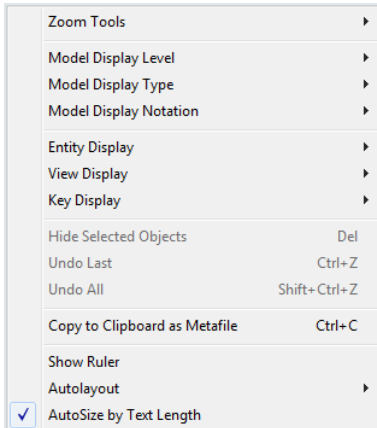 Zoom Tools
Model Display Level
Model Display Type
Model Display Notation
Entity Display
View Display
Key Display
Hide Selected Objects Del
Undo Last Ctrl+Z
Undo All Shift+Ctrl+Z
Copy to Clipboard as Metafile Ctrl+C
Show Ruler
Autolayout
AutoSize by Text Length